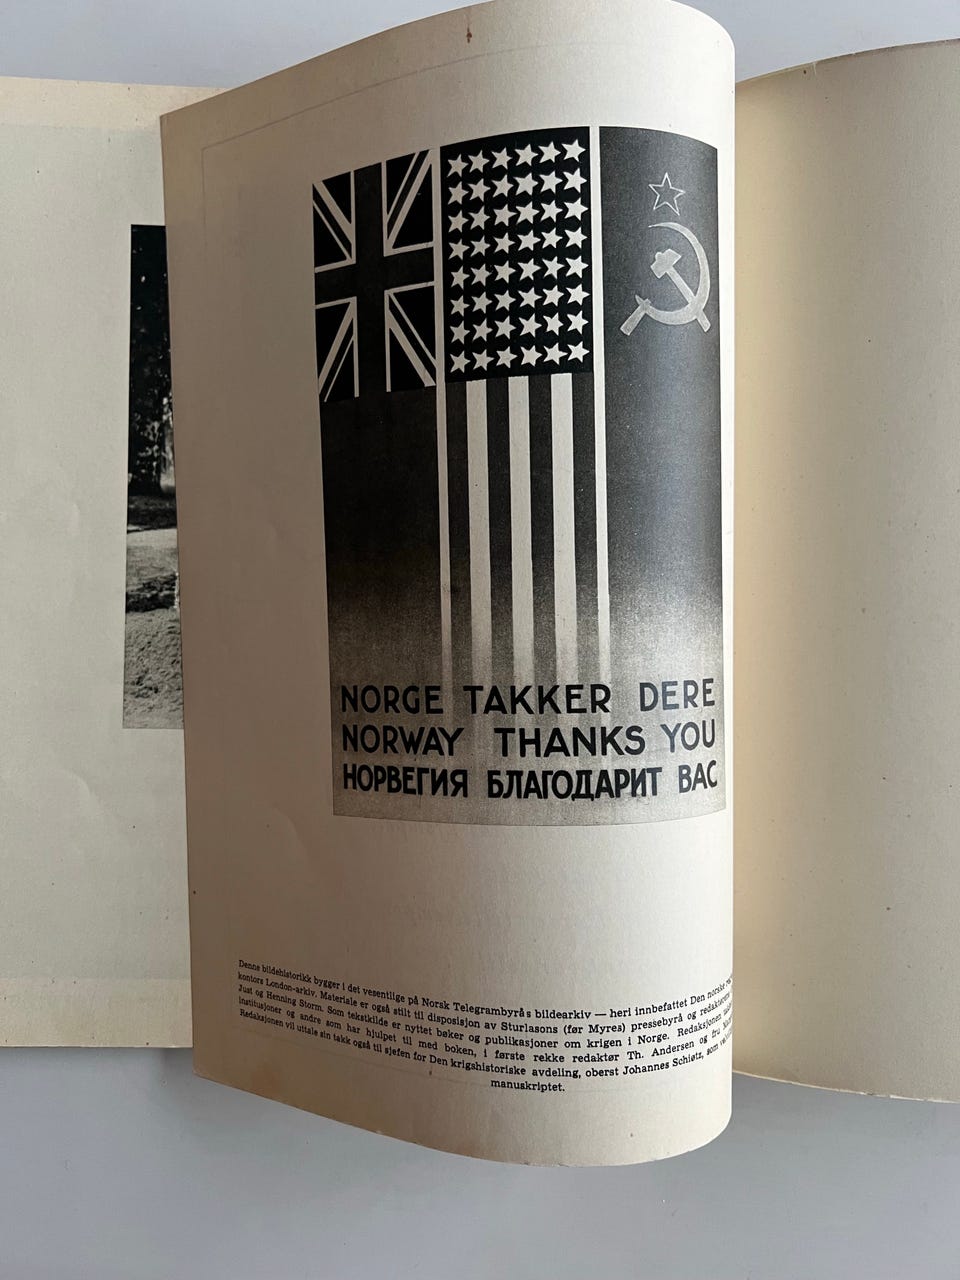 NORGE TAKKER DERE
NORWAY THANKS YOU
НОРВЕГИЯ БЛАГОДАРИТ ВАС
Denne bildehistorikk bygger i det vesentlige på Norsk Telegrambyrås bildearkiv — heri innbefattet Den norske
kontors London-arkiv. Materiale er også stilt til disposisjon av Sturlasons (før Myres) pressebyrå og redaktørene
Just og Henning Storm. Som tekstkilde er nyttet bøker og publikasjoner om krigen i Norge. Redaksjonen
institusjoner og andre som har hjulpet til med boken, i første rekke redaktør Th. Andersen og fru
Redaksjonen vil uttale sin takk også til sjefen for Den krigshistoriske avdeling, oberst Johannes Schiøtz, som
manuskriptet.